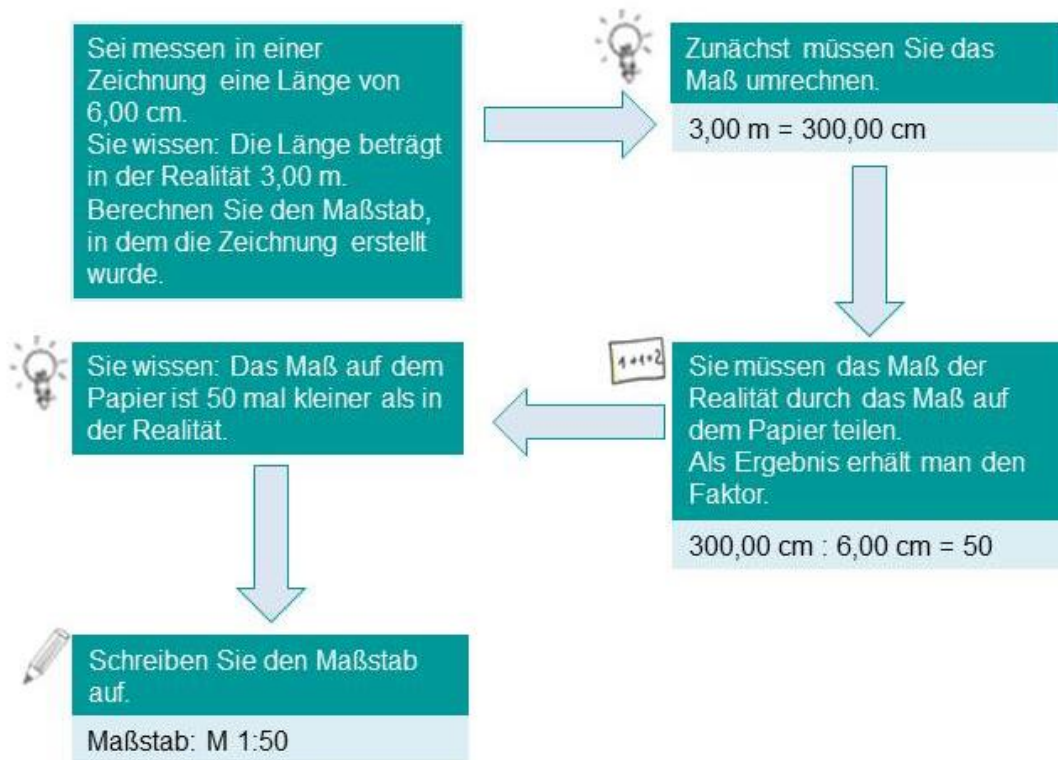 Sei messen in einer
Zeichnung eine Länge von
6,00 cm.
Sie wissen: Die Länge beträgt
in der Realität 3,00 m.
Berechnen Sie den Maßstab,
in dem die Zeichnung erstellt
wurde.
Zunächst müssen Sie das
Maß umrechnen.
3,00 m = 300,00 cm
1+1=2
Sie müssen das Maß der
Realität durch das Maß auf
dem Papier teilen.
Als Ergebnis erhält man den
Faktor.
300,00 cm : 6,00 cm = 50
Sie wissen: Das Maß auf dem
Papier ist 50 mal kleiner als in
der Realität.
Schreiben Sie den Maßstab
auf.
Maßstab: M 1:50